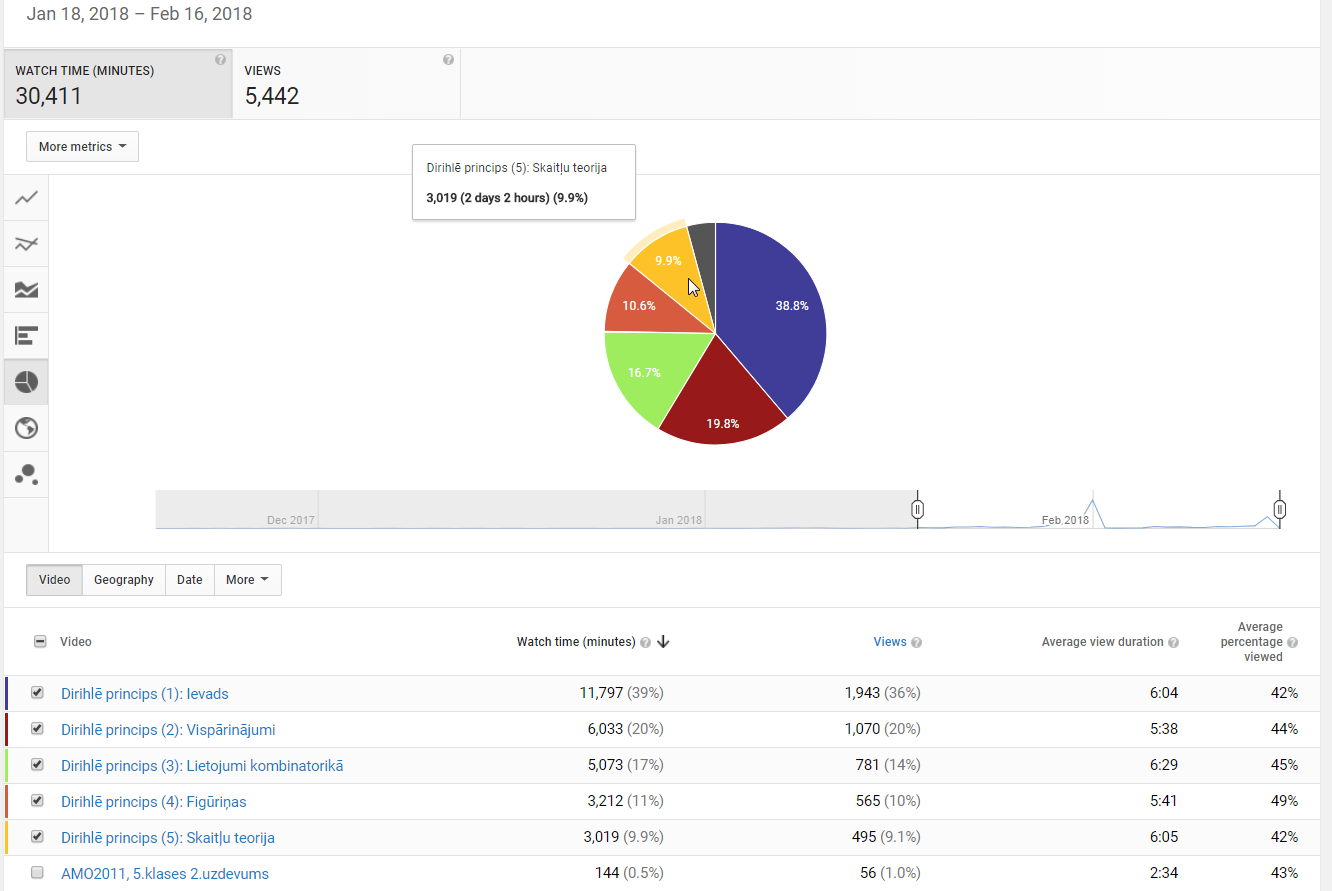 Jan 18, 2018 – Feb 16, 2018
WATCH TIME (MINUTES)
30,411
VIEWS
5,442
More metrics
Dirihlē princips (5): Skaitļu teorija
3,019 (2 days 2 hours) (9.9%)
9.9%
38.8%
10.6%
16.7%
19.8%
Dec 2017
Jan 2018
Feb 2018
Video Geography Date More
Video
Watch time (minutes)
Views
Average view duration
Average
percentage
viewed
Dirihlē princips (1): Ievads 11,797 (39%) 1,943 (36%) 6:04 42%
Dirihlē princips (2): Vispārinājumi 6,033 (20%) 1,070 (20%) 5:38 44%
Dirihlē princips (3): Lietojumi kombinatorikā 5,073 (17%) 781 (14%) 6:29 45%
Dirihlē princips (4): Figūriņas 3,212 (11%) 565 (10%) 5:41 49%
Dirihlē princips (5): Skaitļu teorija 3,019 (9.9%) 495 (9.1%) 6:05 42%
AMO2011, 5.klases 2.uzdevums 144 (0.5%) 56 (1.0%) 2:34 43%